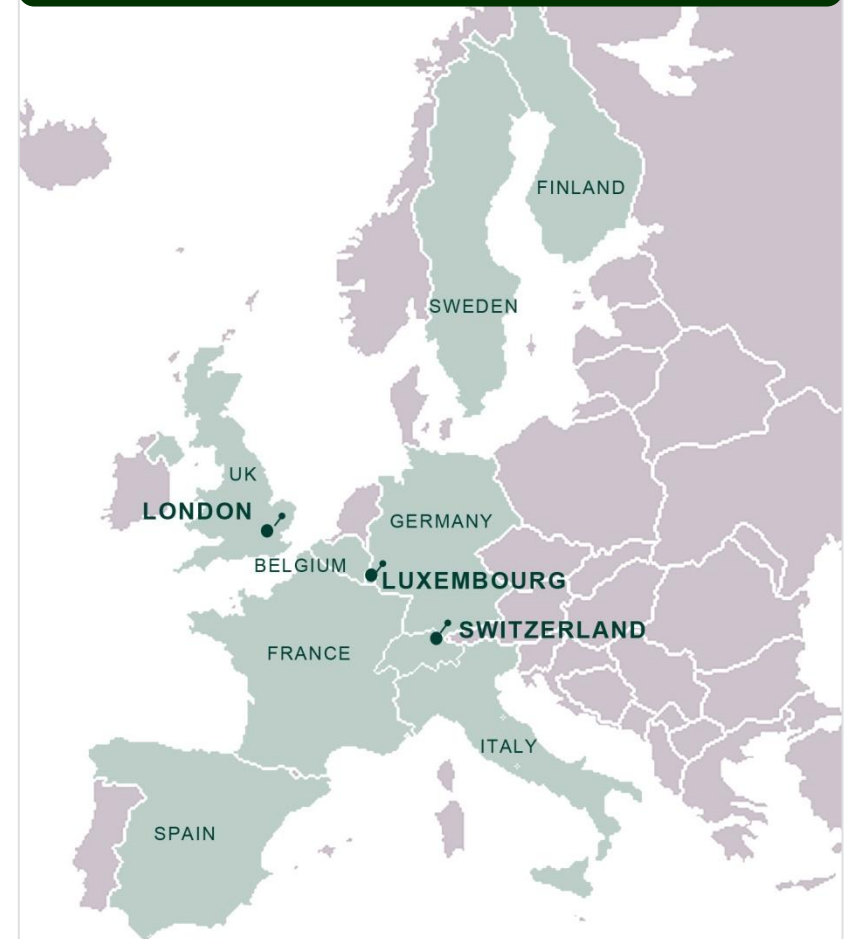 FINLAND
SWEDEN
UK
LONDON
GERMANY
BELGIUM
LUXEMBOURG
SWITZERLAND
FRANCE
ITALY
SPAIN